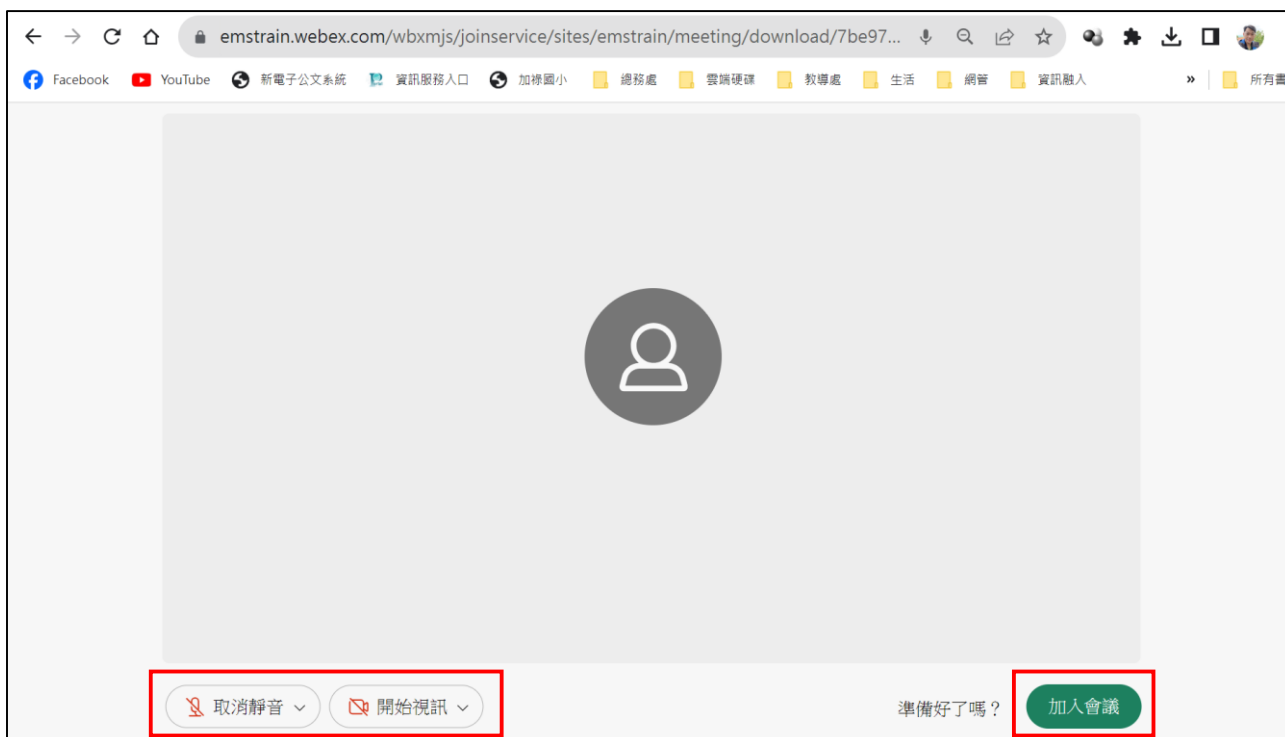 emstrain.webex.com/wbxmjs/joinservice/sites/emstrain/meeting/download/7be97...
Facebook YouTube 新電子公文系統 資訊服務入口 加祿國小 總務處 雲端硬碟 教導處 生活 網管 資訊融入 » 所有書
取消靜音 開始視訊 準備好了嗎？ 加入會議